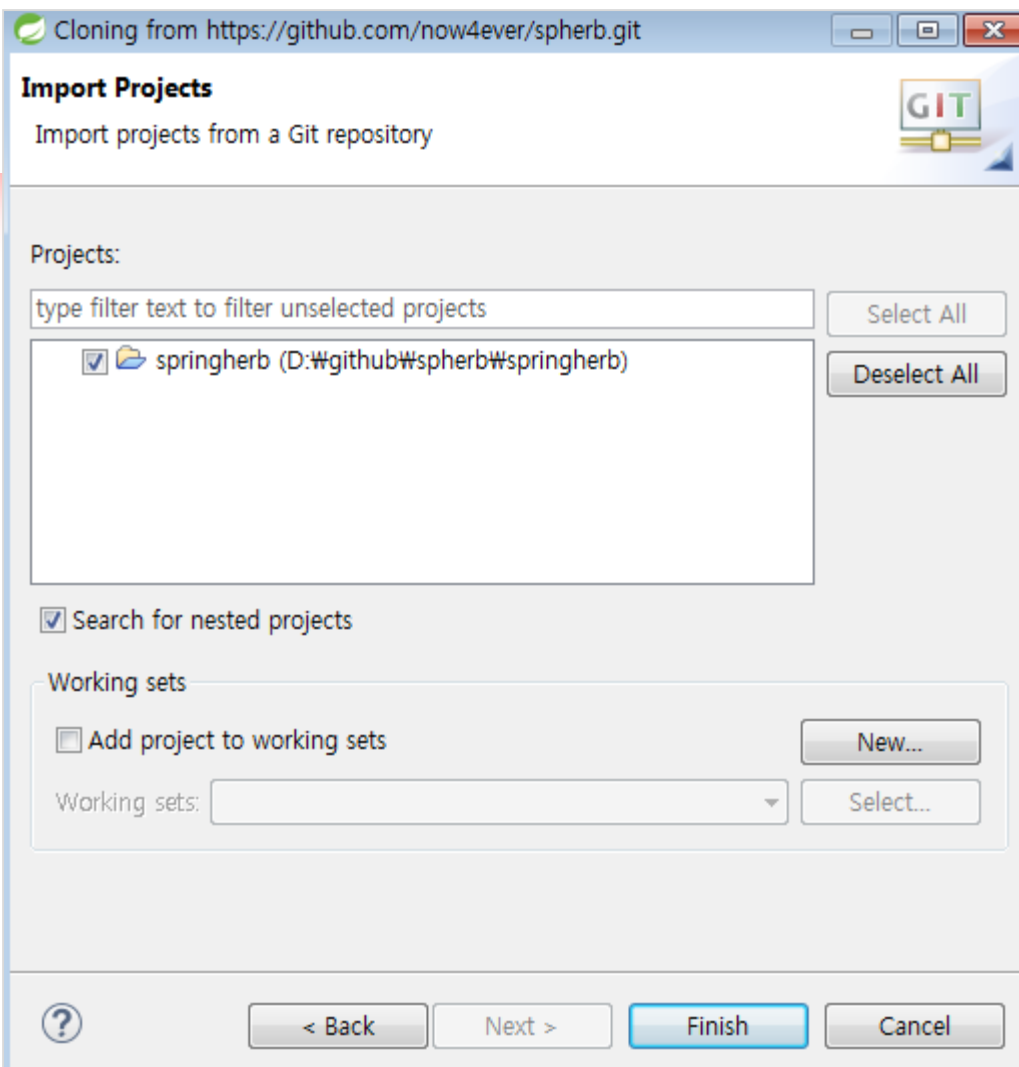 Cloning from https://github.com/now4ever/spherb.git
Import Projects
Import projects from a Git repository
GIT
Projects:
type filter text to filter unselected projects
Select All
springherb (D:₩github₩spherb₩springherb)
Deselect All
Search for nested projects
Working sets
Add project to working sets
New...
Working sets:
Select...
?
< Back
Next >
Finish
Cancel